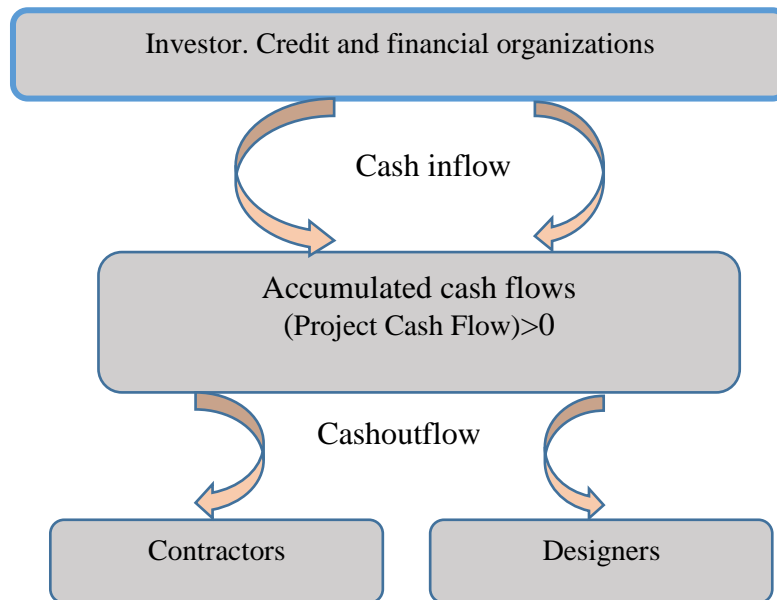 Investor. Credit and financial organizations
Cash inflow
Accumulated cash flows
(Project Cash Flow)>0
Cashoutflow
Contractors
Designers